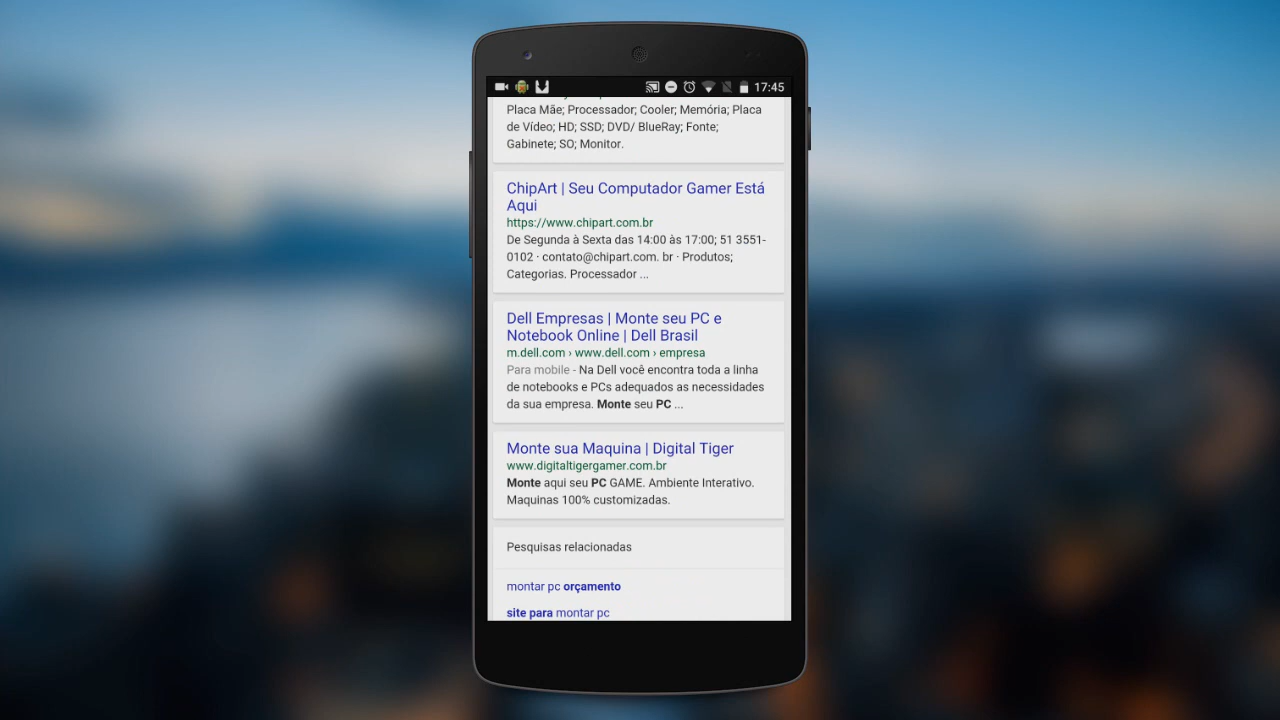 17:45
Placa Mãe; Processador; Cooler; Memória; Placa
de Vídeo; HD; SSD; DVD/ BlueRay; Fonte;
Gabinete; SO; Monitor.
ChipArt | Seu Computador Gamer Está
Aqui
https://www.chipart.com.br
De Segunda à Sexta das 14:00 às 17:00; 51 3551-
0102 · contato@chipart.com. br · Produtos;
Categorias. Processador ...
Dell Empresas | Monte seu PC e
Notebook Online | Dell Brasil
m.dell.com › www.dell.com › empresa
Para mobile - Na Dell você encontra toda a linha
de notebooks e PCs adequados as necessidades
da sua empresa. Monte seu PC ...
Monte sua Maquina | Digital Tiger
www.digitaltigergamer.com.br
Monte aqui seu PC GAME. Ambiente Interativo.
Maquinas 100% customizadas.
Pesquisas relacionadas
montar pc orçamento
site para montar pc